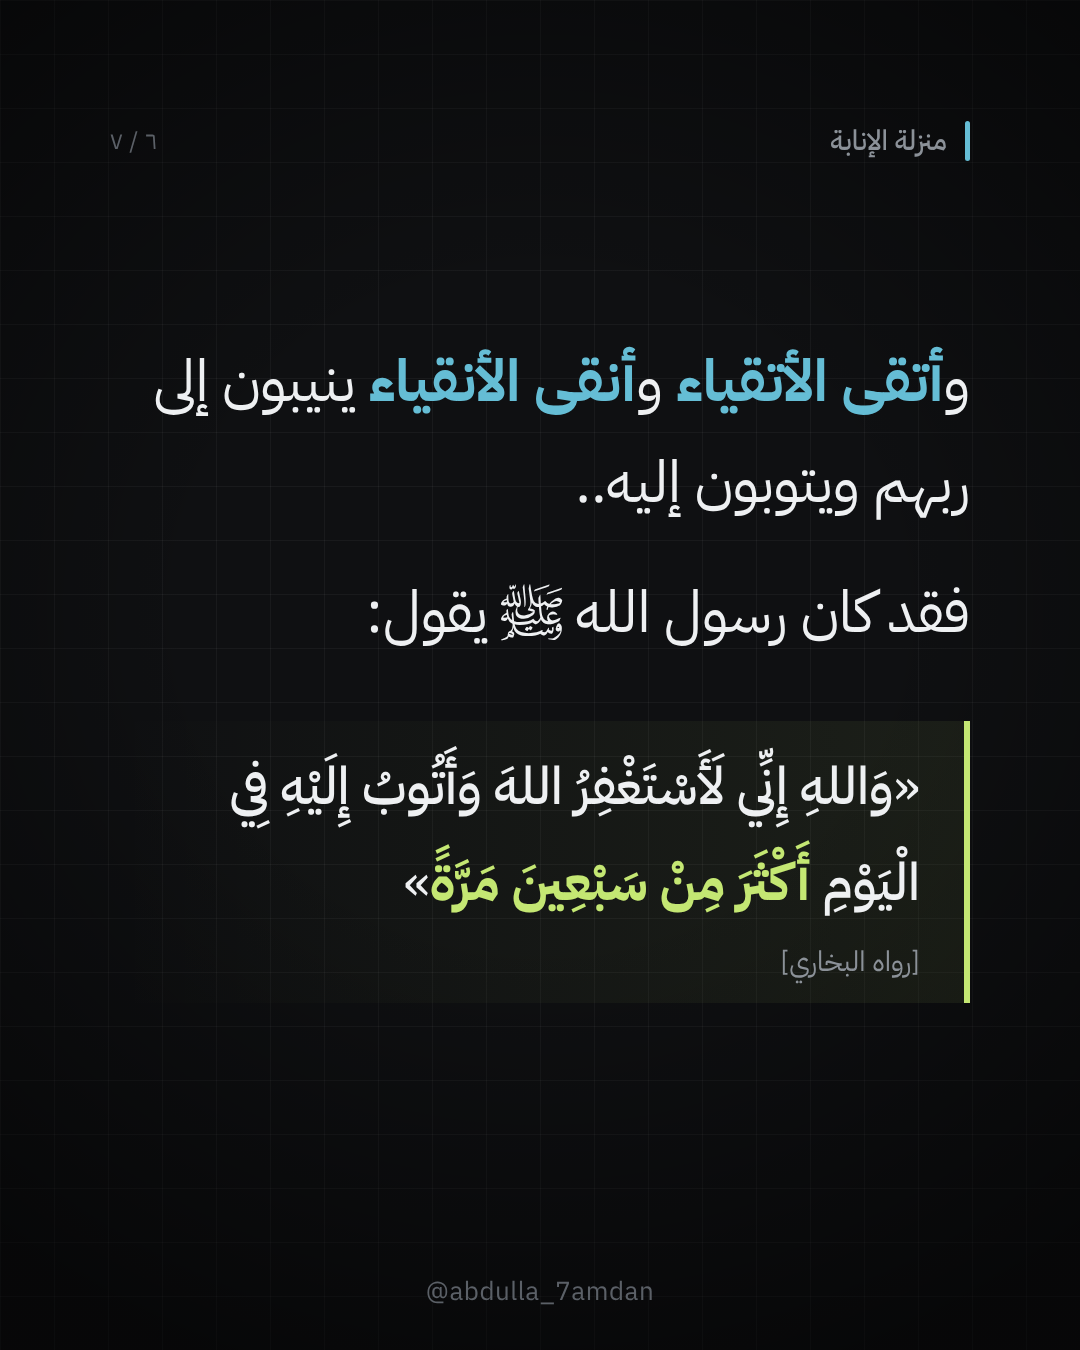 منزلة الإنابة
٦ / ٧
وأتقى الأتقياء وأنقى الأنقياء ينيبون إلى
ربهم ويتوبون إليه..
فقد كان رسول الله ﷺ يقول:
«وَاللهِ إِنِّي لَأَسْتَغْفِرُ اللهَ وَأَتُوبُ إِلَيْهِ فِي
الْيَوْمِ أَكْثَرَ مِنْ سَبْعِينَ مَرَّةً»
[رواه البخاري]
@abdulla_7amdan